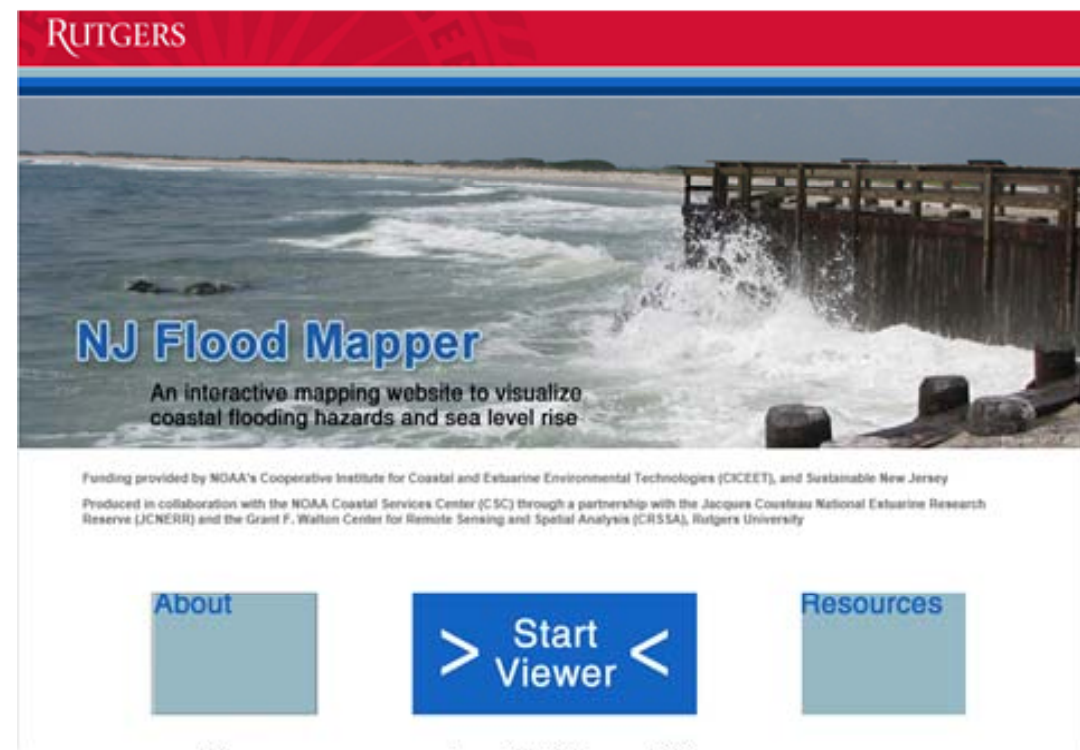 RUTGERS
NJ Flood Mapper
An interactive mapping website to visualize
coastal flooding hazards and sea level rise
Funding provided by NOAA's Cooperative Institute for Coastal and Estuarine Environmental Technologies (CICEET), and Sustainable New Jersey
Produced in collaboration with the NOAA Coastal Services Center (CSC) through a partnership with the Jacques Cousteau National Estuarine Research
Reserve (JCNERR) and the Grant F. Walton Center for Remote Sensing and Spatial Analysis (CRSSA), Rutgers University
About
> Start <
Viewer
Resources